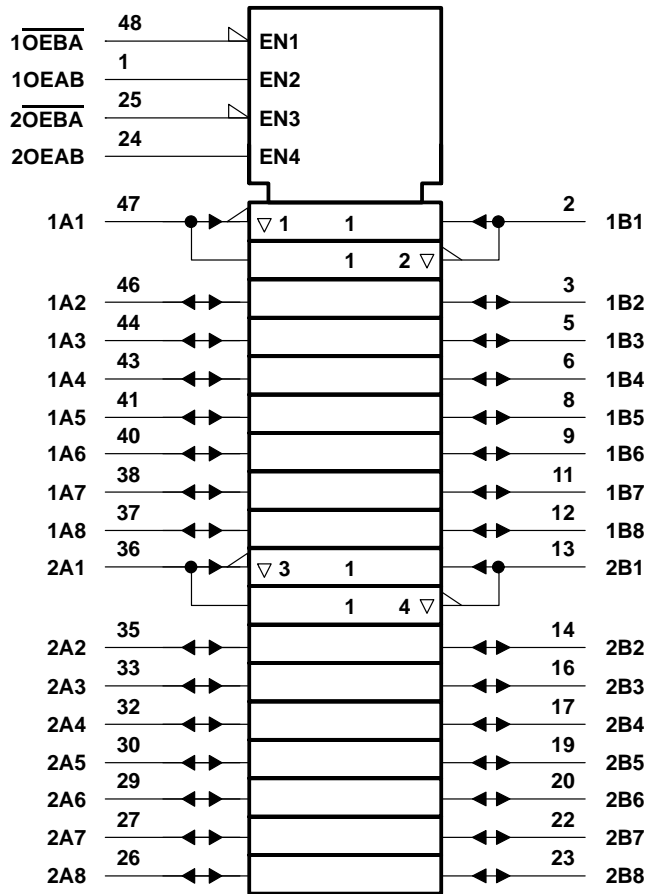 1O̅E̅B̅A̅ 48 EN1
1OEAB 1 EN2
2O̅E̅B̅A̅ 25 EN3
2OEAB 24 EN4
1A1 47 ▽ 1 1 2 1B1
1 2 ▽
1A2 46 3 1B2
1A3 44 5 1B3
1A4 43 6 1B4
1A5 41 8 1B5
1A6 40 9 1B6
1A7 38 11 1B7
1A8 37 12 1B8
2A1 36 ▽ 3 1 13 2B1
1 4 ▽
2A2 35 14 2B2
2A3 33 16 2B3
2A4 32 17 2B4
2A5 30 19 2B5
2A6 29 20 2B6
2A7 27 22 2B7
2A8 26 23 2B8